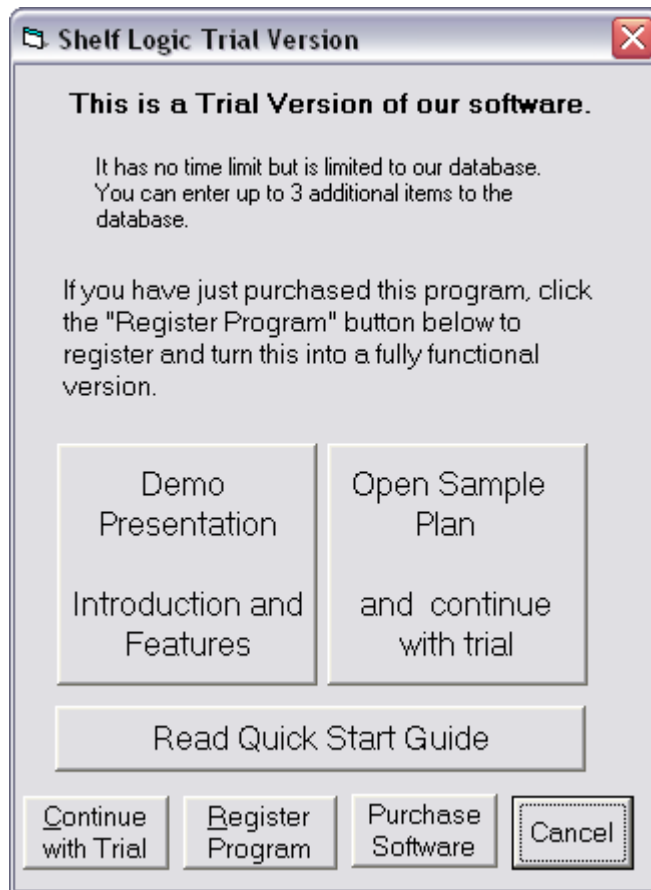 Shelf Logic Trial Version
This is a Trial Version of our software.
It has no time limit but is limited to our database.
You can enter up to 3 additional items to the
database.
If you have just purchased this program, click
the "Register Program" button below to
register and turn this into a fully functional
version.
Demo
Presentation
Introduction and
Features
Open Sample
Plan
and continue
with trial
Read Quick Start Guide
Continue
with Trial
Register
Program
Purchase
Software
Cancel